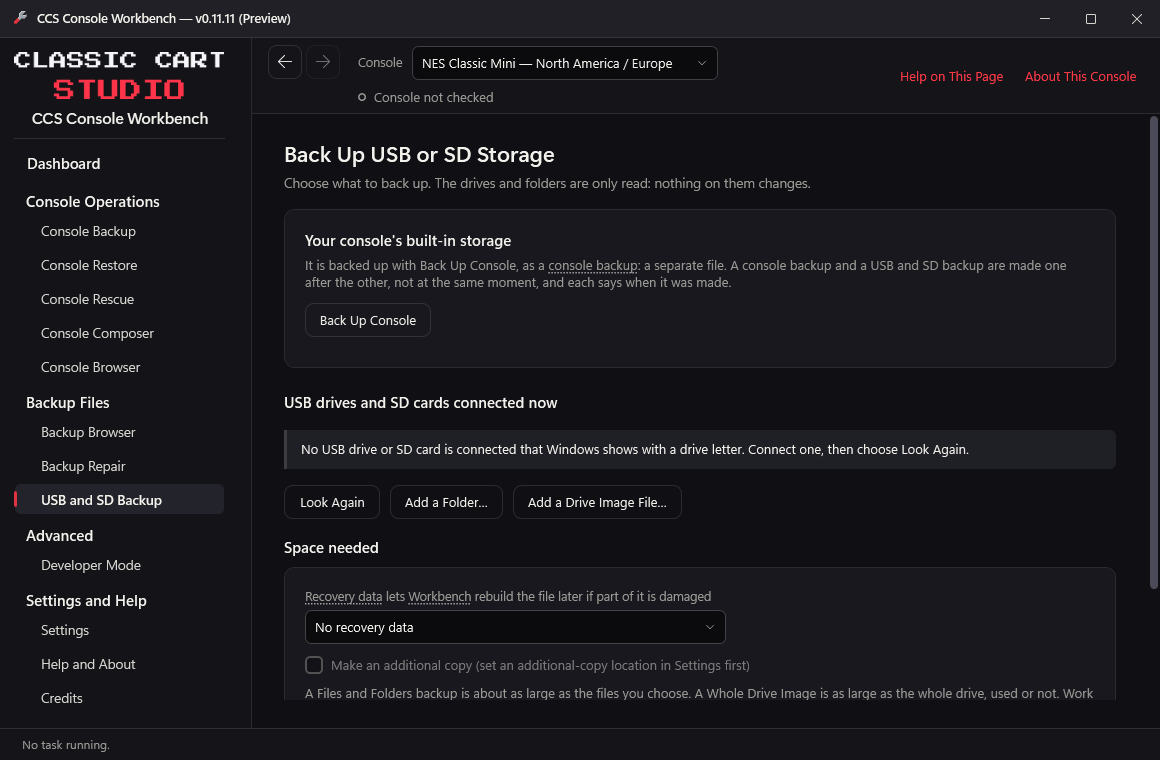 CCS Console Workbench — v0.11.11 (Preview)
CLASSIC CART
STUDIO
CCS Console Workbench
Dashboard
Console Operations
Console Backup
Console Restore
Console Rescue
Console Composer
Console Browser
Backup Files
Backup Browser
Backup Repair
USB and SD Backup
Advanced
Developer Mode
Settings and Help
Settings
Help and About
Credits
Console
NES Classic Mini — North America / Europe
Console not checked
Help on This Page
About This Console
Back Up USB or SD Storage
Choose what to back up. The drives and folders are only read: nothing on them changes.
Your console's built-in storage
It is backed up with Back Up Console, as a console backup: a separate file. A console backup and a USB and SD backup are made one
after the other, not at the same moment, and each says when it was made.
Back Up Console
USB drives and SD cards connected now
No USB drive or SD card is connected that Windows shows with a drive letter. Connect one, then choose Look Again.
Look Again
Add a Folder...
Add a Drive Image File...
Space needed
Recovery data lets Workbench rebuild the file later if part of it is damaged
No recovery data
Make an additional copy (set an additional-copy location in Settings first)
A Files and Folders backup is about as large as the files you choose. A Whole Drive Image is as large as the whole drive, used or not. Work
No task running.